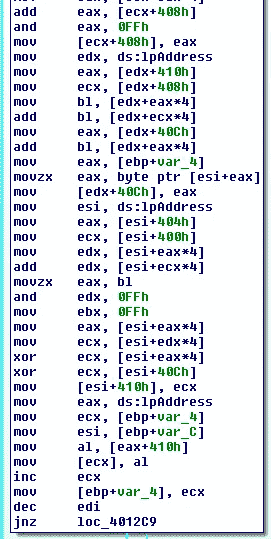 add eax, [ecx+408h]
and eax, 0FFh
mov [ecx+408h], eax
mov edx, ds:lpAddress
mov eax, [edx+410h]
mov ecx, [edx+408h]
mov bl, [edx+eax*4]
add bl, [edx+ecx*4]
mov eax, [edx+40Ch]
add bl, [edx+eax*4]
mov eax, [ebp+var_4]
movzx eax, byte ptr [esi+eax]
mov [edx+40Ch], eax
mov esi, ds:lpAddress
mov eax, [esi+404h]
mov ecx, [esi+400h]
mov edx, [esi+eax*4]
add edx, [esi+ecx*4]
movzx eax, bl
and edx, 0FFh
mov ebx, 0FFh
mov eax, [esi+eax*4]
mov ecx, [esi+edx*4]
xor ecx, [esi+eax*4]
xor ecx, [esi+40Ch]
mov [esi+410h], ecx
mov eax, ds:lpAddress
mov ecx, [ebp+var_4]
mov esi, [ebp+var_C]
mov al, [eax+410h]
mov [ecx], al
inc ecx
mov [ebp+var_4], ecx
dec edi
jnz loc_4012C9